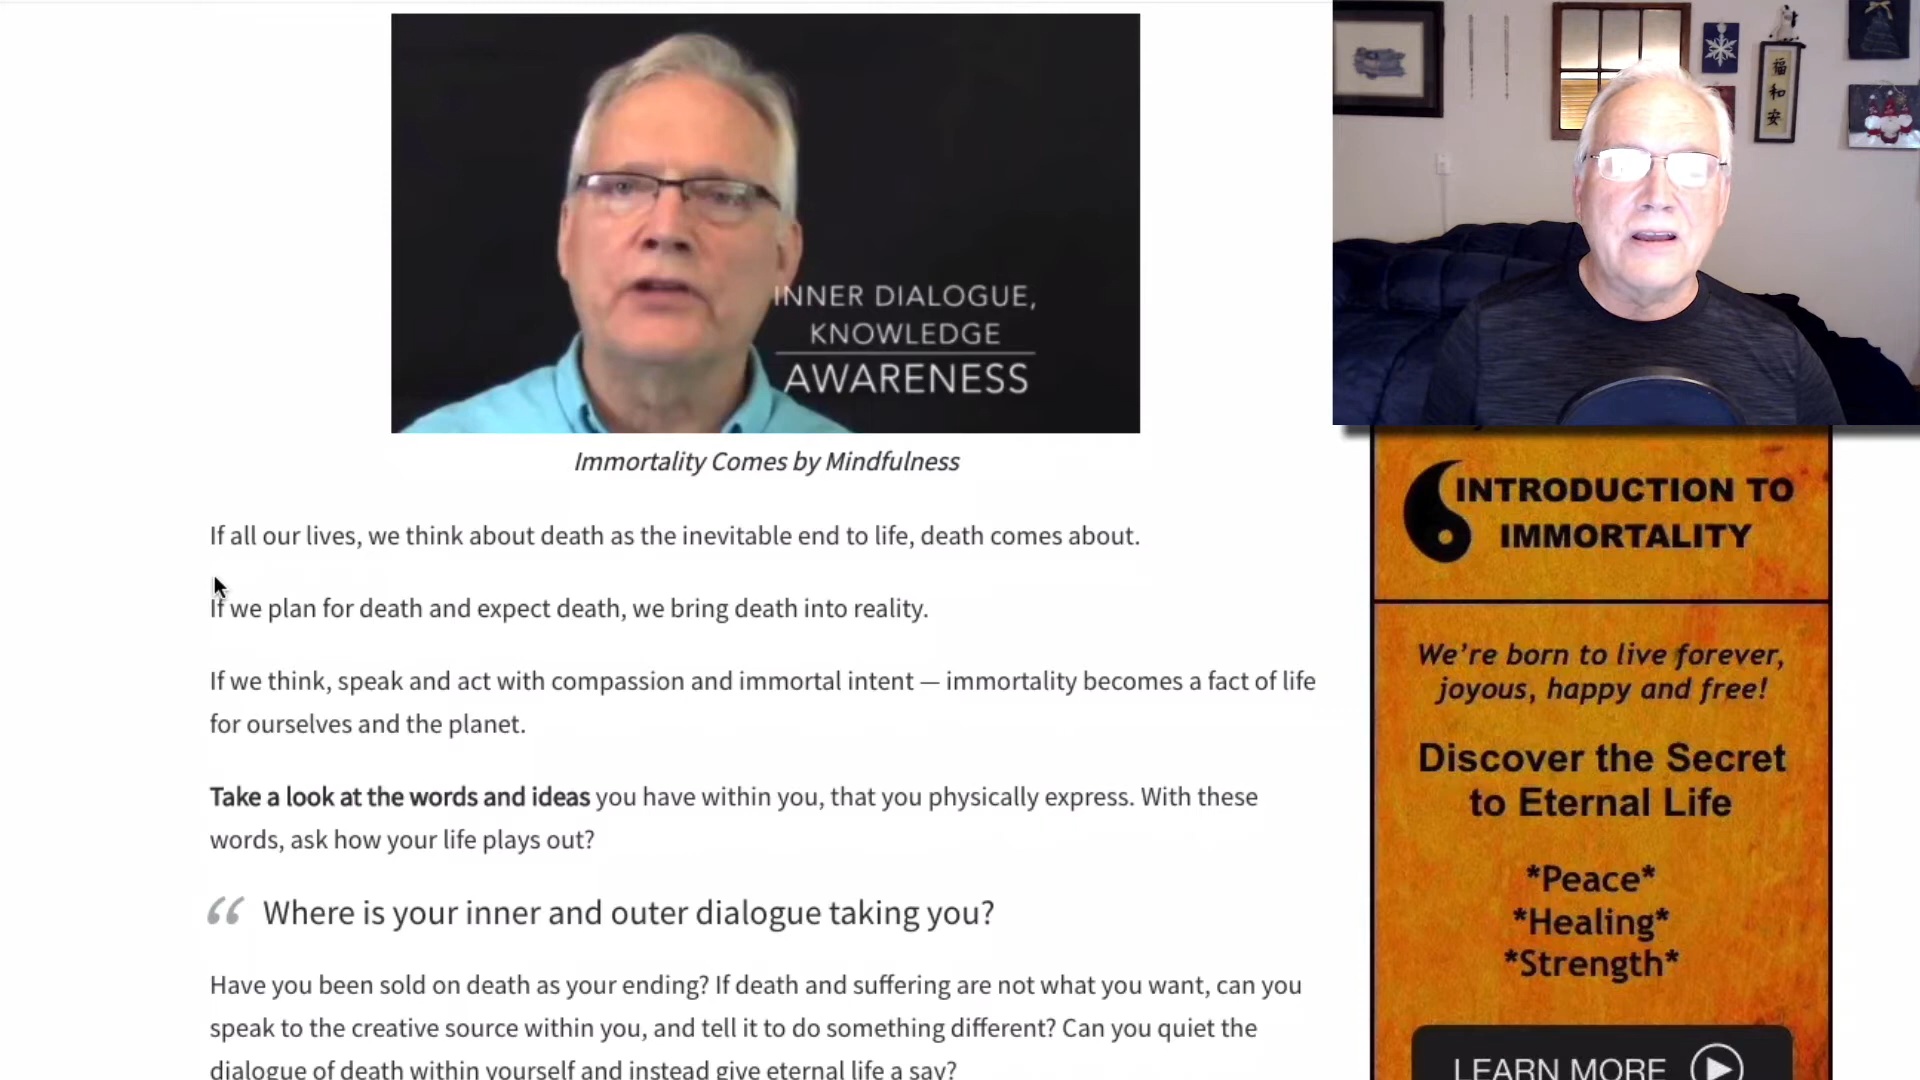 INNER DIALOGUE,
KNOWLEDGE
AWARENESS
Immortality Comes by Mindfulness
If all our lives, we think about death as the inevitable end to life, death comes about.
If we plan for death and expect death, we bring death into reality.
If we think, speak and act with compassion and immortal intent — immortality becomes a fact of life
for ourselves and the planet.
Take a look at the words and ideas you have within you, that you physically express. With these
words, ask how your life plays out?
“ Where is your inner and outer dialogue taking you?
Have you been sold on death as your ending? If death and suffering are not what you want, can you
speak to the creative source within you, and tell it to do something different? Can you quiet the
dialogue of death within yourself and instead give eternal life a say?
福
和
安
INTRODUCTION TO
IMMORTALITY
We’re born to live forever,
joyous, happy and free!
Discover the Secret
to Eternal Life
*Peace*
*Healing*
*Strength*
LEARN MORE